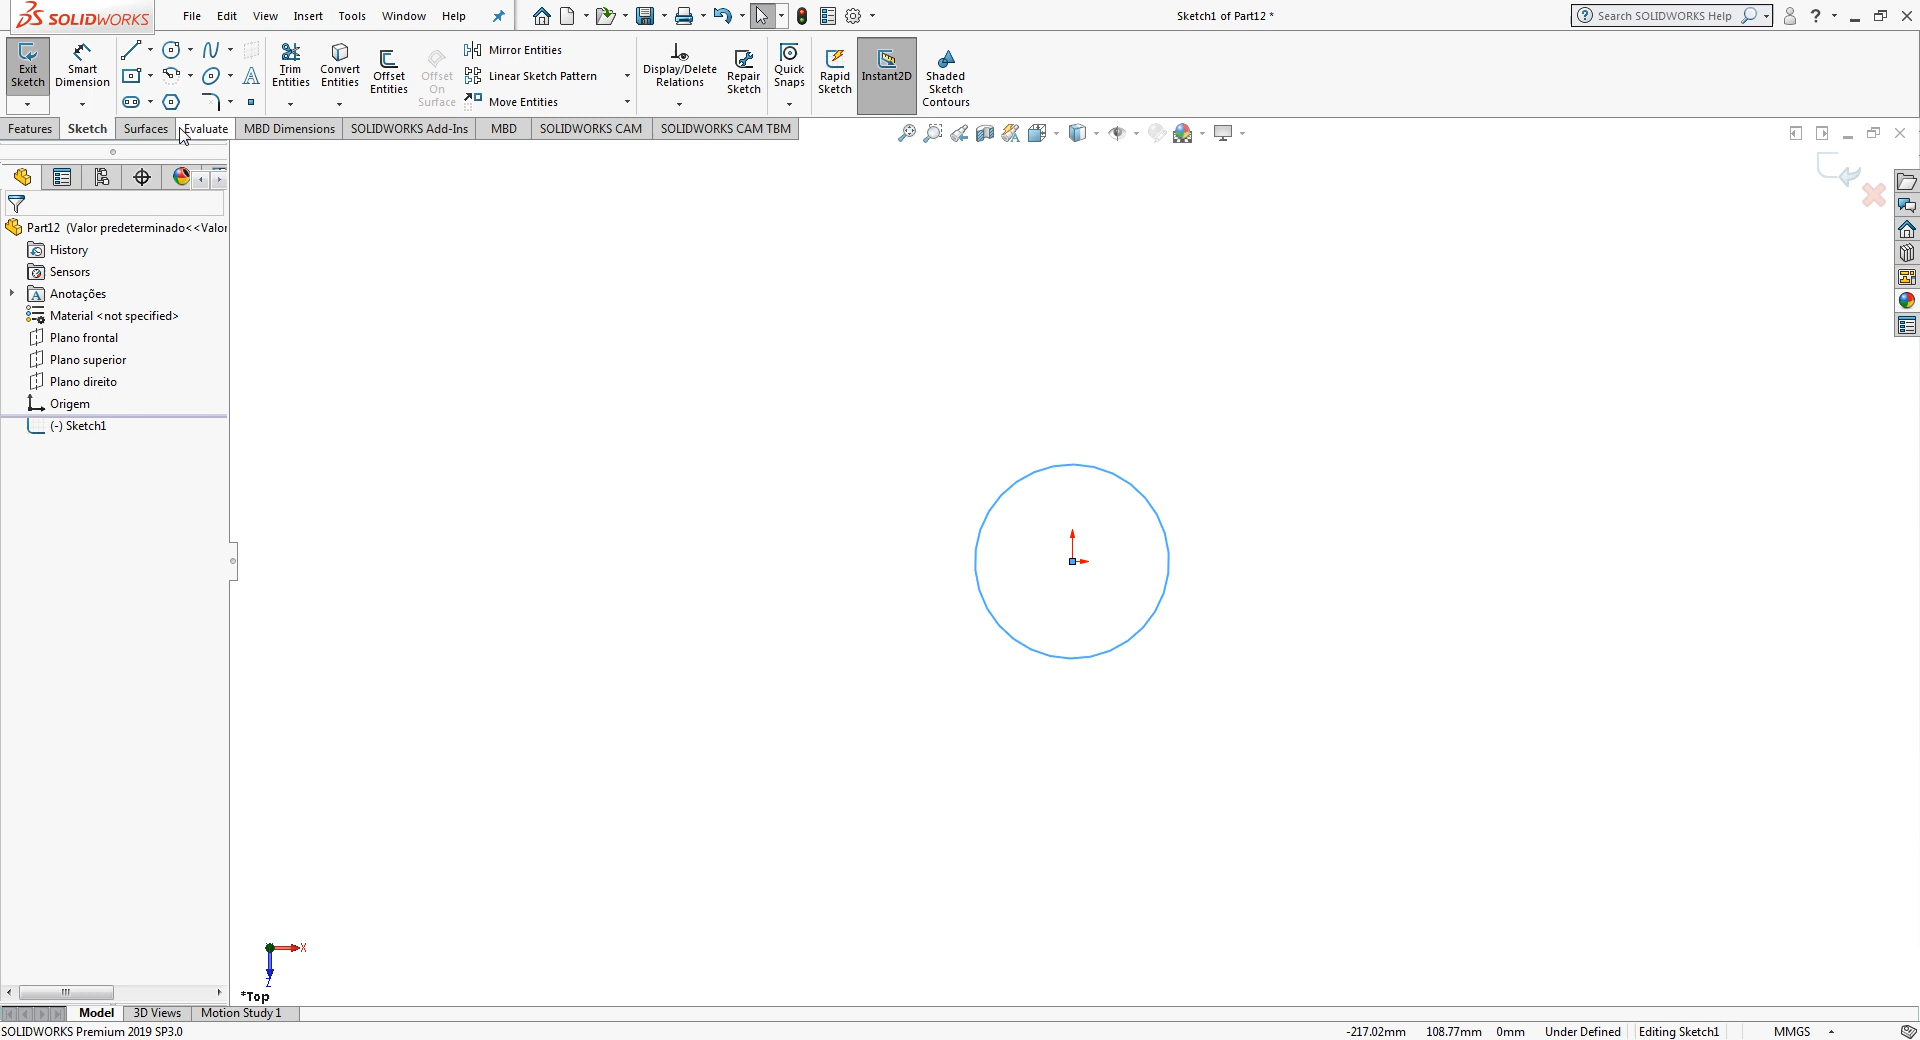 SOLIDWORKS File Edit View Insert Tools Window Help Sketch1 of Part12 * Search SOLIDWORKS Help
Exit Sketch
Smart Dimension
Trim Entities
Convert Entities
Offset Entities
Offset On Surface
Mirror Entities
Linear Sketch Pattern
Move Entities
Display/Delete Relations
Repair Sketch
Quick Snaps
Rapid Sketch
Instant2D
Shaded Sketch Contours
Features Sketch Surfaces Evaluate MBD Dimensions SOLIDWORKS Add-Ins MBD SOLIDWORKS CAM SOLIDWORKS CAM TBM
Part12 (Valor predeterminado<<Valor
History
Sensors
Anotações
Material <not specified>
Plano frontal
Plano superior
Plano direito
Origem
(-) Sketch1
X
Z
*Top
Model 3D Views Motion Study 1
SOLIDWORKS Premium 2019 SP3.0 -217.02mm 108.77mm 0mm Under Defined Editing Sketch1 MMGS